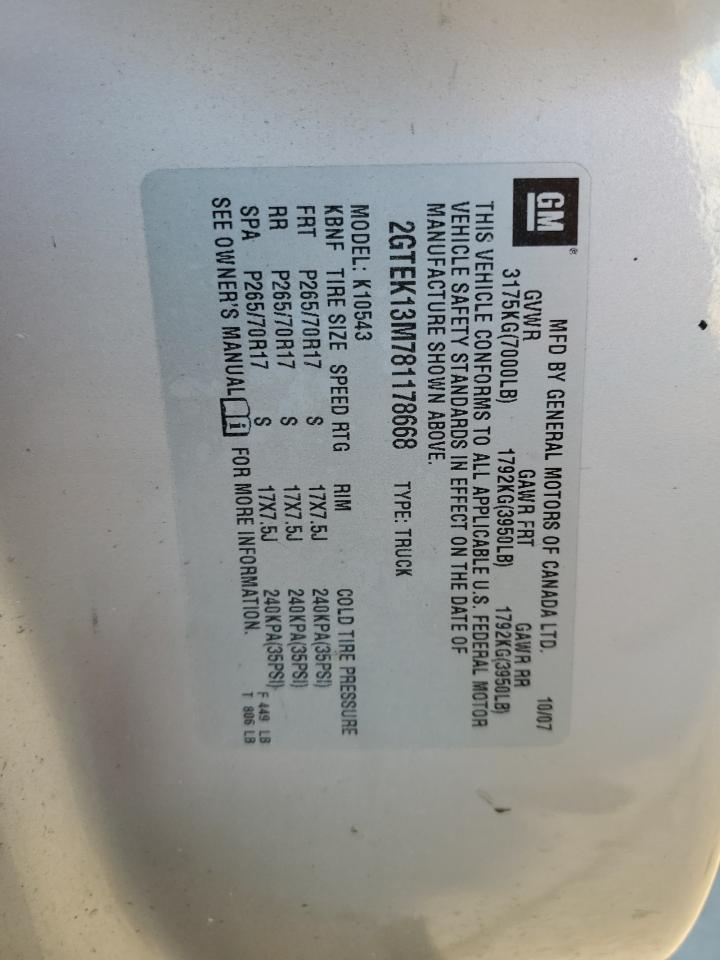 GM®
MFD BY GENERAL MOTORS OF CANADA LTD. 10/07
GVWR GAWR FRT GAWR RR
3175KG(7000LB) 1792KG(3950LB) 1792KG(3950LB)
THIS VEHICLE CONFORMS TO ALL APPLICABLE U.S. FEDERAL MOTOR
VEHICLE SAFETY STANDARDS IN EFFECT ON THE DATE OF
MANUFACTURE SHOWN ABOVE.
2GTEK13M781178668 TYPE: TRUCK
MODEL: K10543
KBNF TIRE SIZE SPEED RTG RIM COLD TIRE PRESSURE
FRT P265/70R17 S 17X7.5J 240KPA(35PSI)
RR P265/70R17 S 17X7.5J 240KPA(35PSI)
SPA P265/70R17 S 17X7.5J 240KPA(35PSI)
SEE OWNER'S MANUAL i FOR MORE INFORMATION.
F 449 LB
T 806 LB